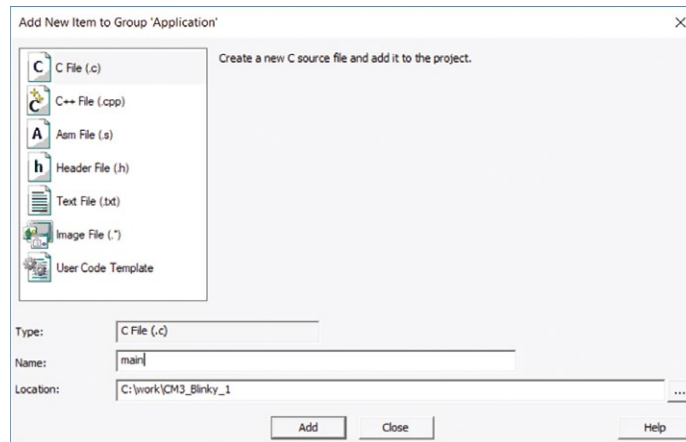 Add New Item to Group 'Application'
C File (.c)
Create a new C source file and add it to the project.
C++ File (.cpp)
Asm File (.s)
Header File (.h)
Text File (.txt)
Image File (.*)
User Code Template
Type:
C File (.c)
Name:
main
Location:
C:\work\CM3_Blinky_1
...
Add
Close
Help